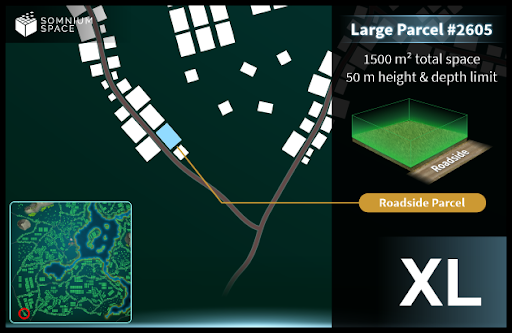 SOMNIUM
SPACE
Large Parcel #2605
1500 m² total space
50 m height & depth limit
Roadside
Roadside Parcel
XL